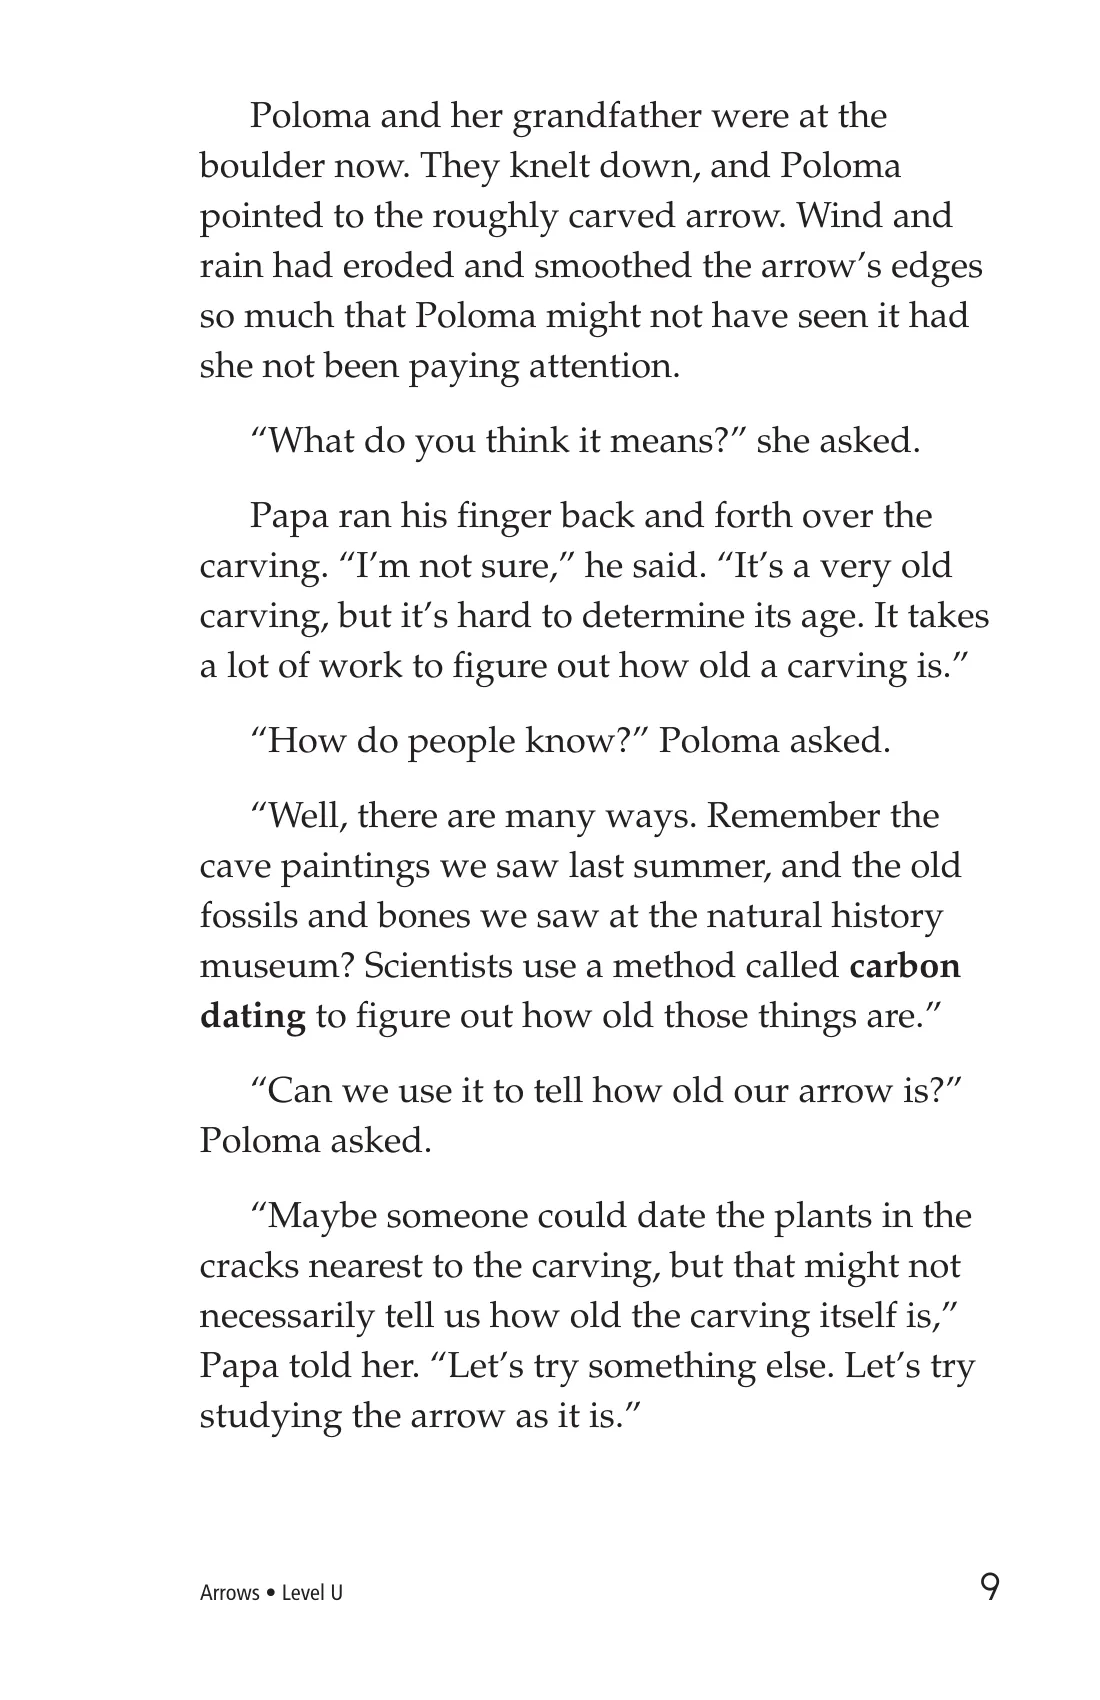 Poloma and her grandfather were at the
boulder now. They knelt down, and Poloma
pointed to the roughly carved arrow. Wind and
rain had eroded and smoothed the arrow’s edges
so much that Poloma might not have seen it had
she not been paying attention.
“What do you think it means?” she asked.
Papa ran his finger back and forth over the
carving. “I’m not sure,” he said. “It’s a very old
carving, but it’s hard to determine its age. It takes
a lot of work to figure out how old a carving is.”
“How do people know?” Poloma asked.
“Well, there are many ways. Remember the
cave paintings we saw last summer, and the old
fossils and bones we saw at the natural history
museum? Scientists use a method called carbon
dating to figure out how old those things are.”
“Can we use it to tell how old our arrow is?”
Poloma asked.
“Maybe someone could date the plants in the
cracks nearest to the carving, but that might not
necessarily tell us how old the carving itself is,”
Papa told her. “Let’s try something else. Let’s try
studying the arrow as it is.”
Arrows • Level U
9